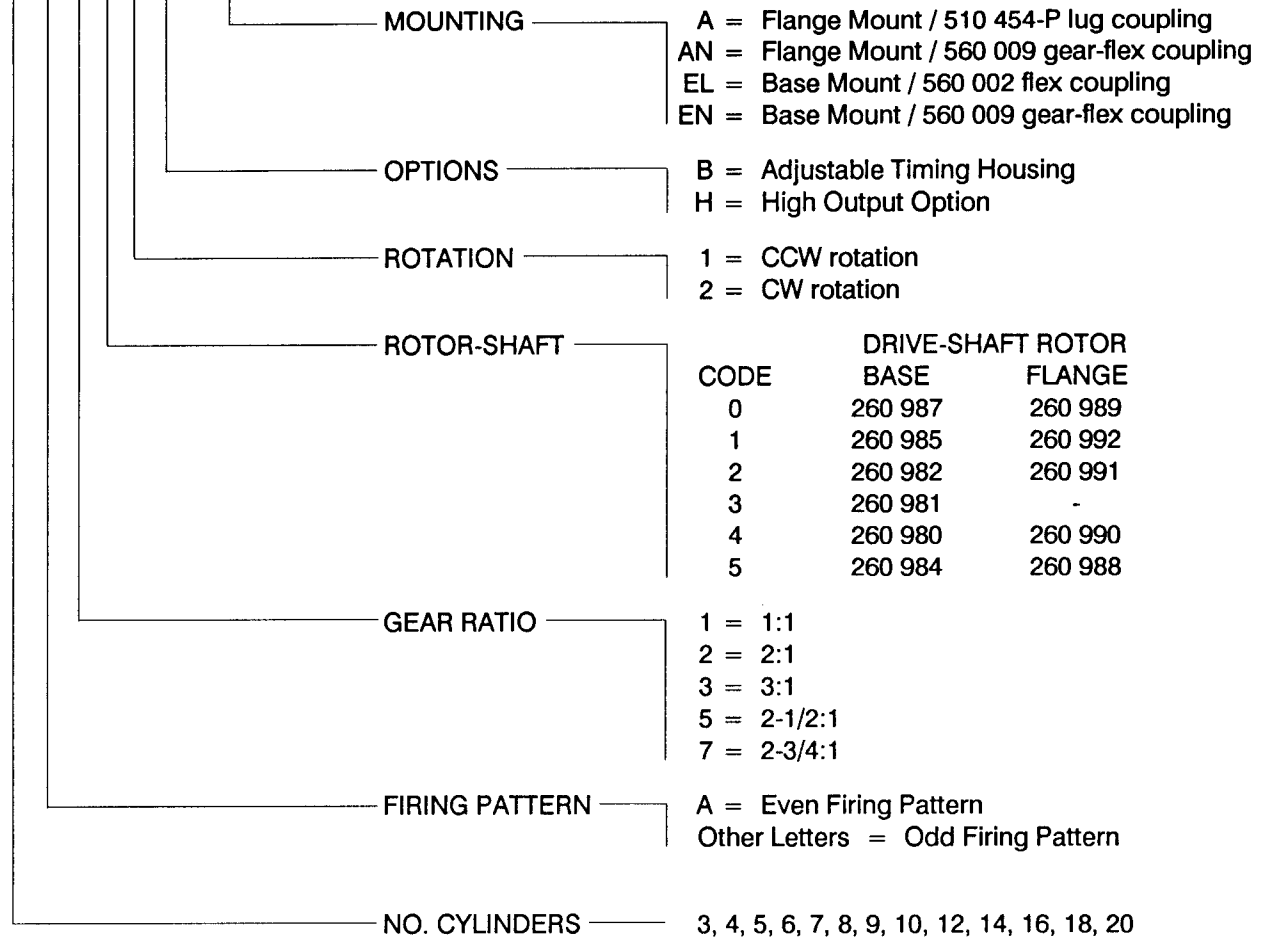 MOUNTING A = Flange Mount / 510 454-P lug coupling
AN = Flange Mount / 560 009 gear-flex coupling
EL = Base Mount / 560 002 flex coupling
EN = Base Mount / 560 009 gear-flex coupling
OPTIONS B = Adjustable Timing Housing
H = High Output Option
ROTATION 1 = CCW rotation
2 = CW rotation
ROTOR-SHAFT DRIVE-SHAFT ROTOR
CODE BASE FLANGE
0 260 987 260 989
1 260 985 260 992
2 260 982 260 991
3 260 981 -
4 260 980 260 990
5 260 984 260 988
GEAR RATIO 1 = 1:1
2 = 2:1
3 = 3:1
5 = 2-1/2:1
7 = 2-3/4:1
FIRING PATTERN A = Even Firing Pattern
Other Letters = Odd Firing Pattern
NO. CYLINDERS 3, 4, 5, 6, 7, 8, 9, 10, 12, 14, 16, 18, 20